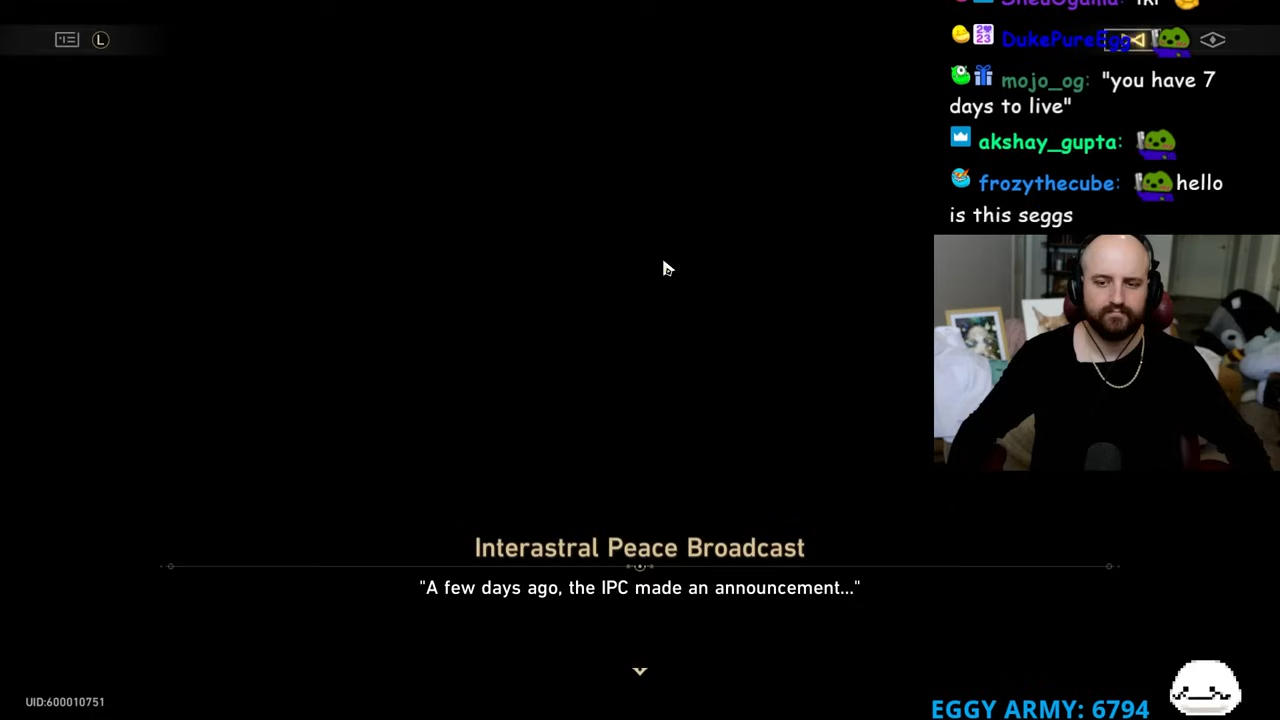 L
DukePureEgg
mojo_og: "you have 7
days to live"
akshay_gupta:
frozythecube: hello
is this seggs
Interastral Peace Broadcast
"A few days ago, the IPC made an announcement..."
UID:600010751
EGGY ARMY: 6794